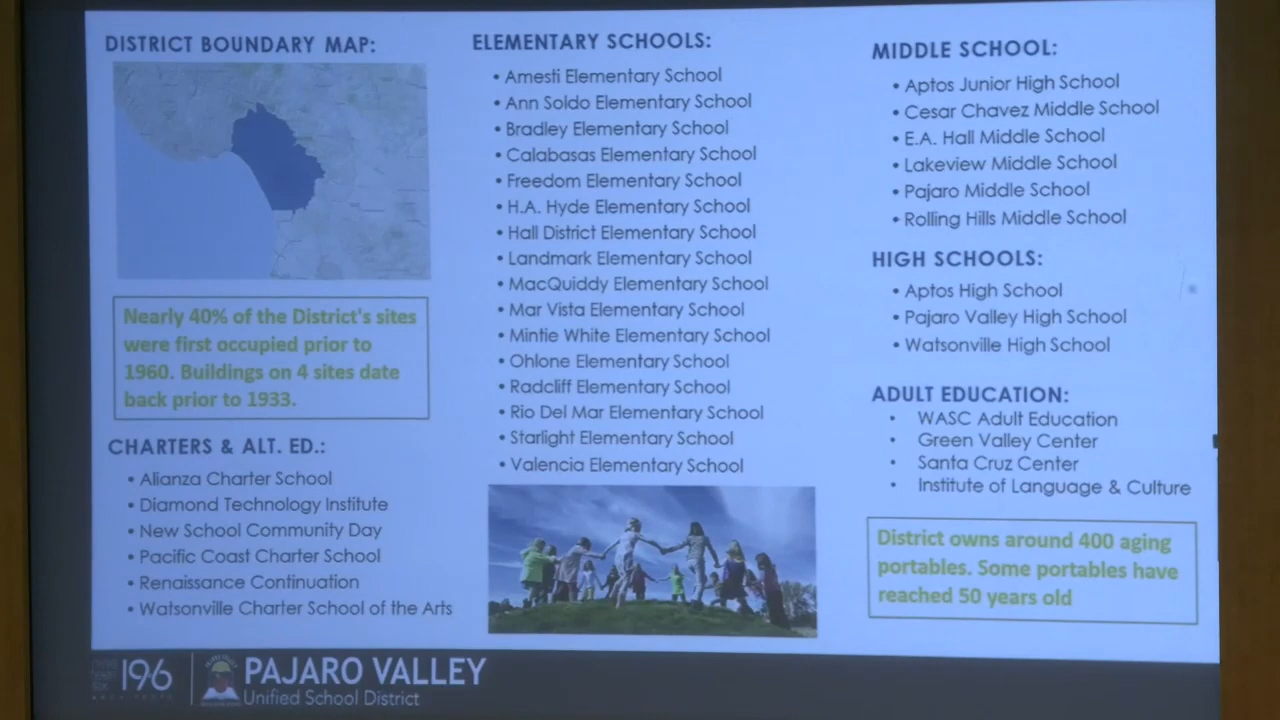 DISTRICT BOUNDARY MAP:
Nearly 40% of the District's sites
were first occupied prior to
1960. Buildings on 4 sites date
back prior to 1933.
CHARTERS & ALT. ED.:
• Alianza Charter School
• Diamond Technology Institute
• New School Community Day
• Pacific Coast Charter School
• Renaissance Continuation
• Watsonville Charter School of the Arts
ELEMENTARY SCHOOLS:
• Amesti Elementary School
• Ann Soldo Elementary School
• Bradley Elementary School
• Calabasas Elementary School
• Freedom Elementary School
• H.A. Hyde Elementary School
• Hall District Elementary School
• Landmark Elementary School
• MacQuiddy Elementary School
• Mar Vista Elementary School
• Mintie White Elementary School
• Ohlone Elementary School
• Radcliff Elementary School
• Rio Del Mar Elementary School
• Starlight Elementary School
• Valencia Elementary School
MIDDLE SCHOOL:
• Aptos Junior High School
• Cesar Chavez Middle School
• E.A. Hall Middle School
• Lakeview Middle School
• Pajaro Middle School
• Rolling Hills Middle School
HIGH SCHOOLS:
• Aptos High School
• Pajaro Valley High School
• Watsonville High School
ADULT EDUCATION:
• WASC Adult Education
• Green Valley Center
• Santa Cruz Center
• Institute of Language & Culture
District owns around 400 aging
portables. Some portables have
reached 50 years old
196
PAJARO VALLEY
Unified School District